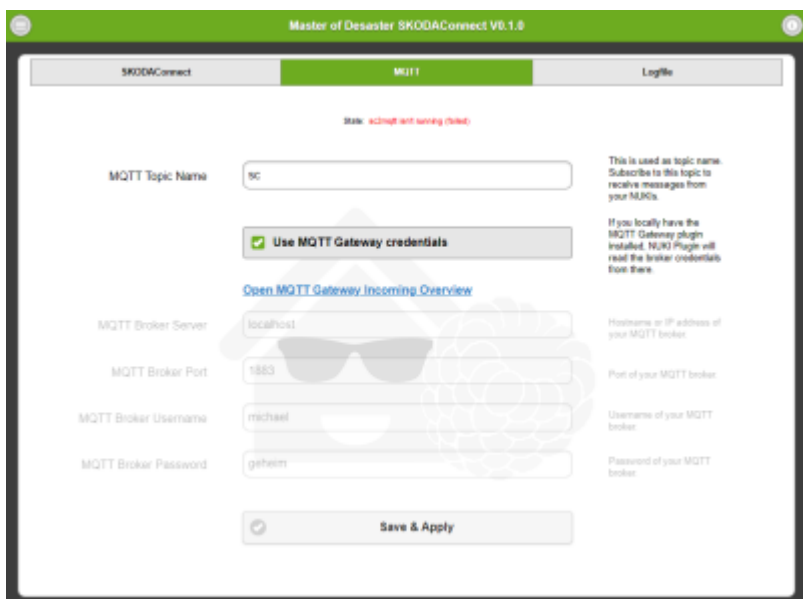 Master of Desaster SKODAConnect V0.1.0
SKODAConnect
MQTT
Logfile
State: sc2mqtt isn't running (failed)
MQTT Topic Name
sc
This is used as topic name.
Subscribe to this topic to
receive messages from
your NUKIs.
Use MQTT Gateway credentials
If you locally have the
MQTT Gateway plugin
installed, NUKI Plugin will
read the broker credentials
from there.
Open MQTT Gateway Incoming Overview
MQTT Broker Server
localhost
Hostname or IP address of
your MQTT broker.
MQTT Broker Port
1883
Port of your MQTT broker.
MQTT Broker Username
michael
Username of your MQTT
broker.
MQTT Broker Password
geheim
Password of your MQTT
broker.
Save & Apply